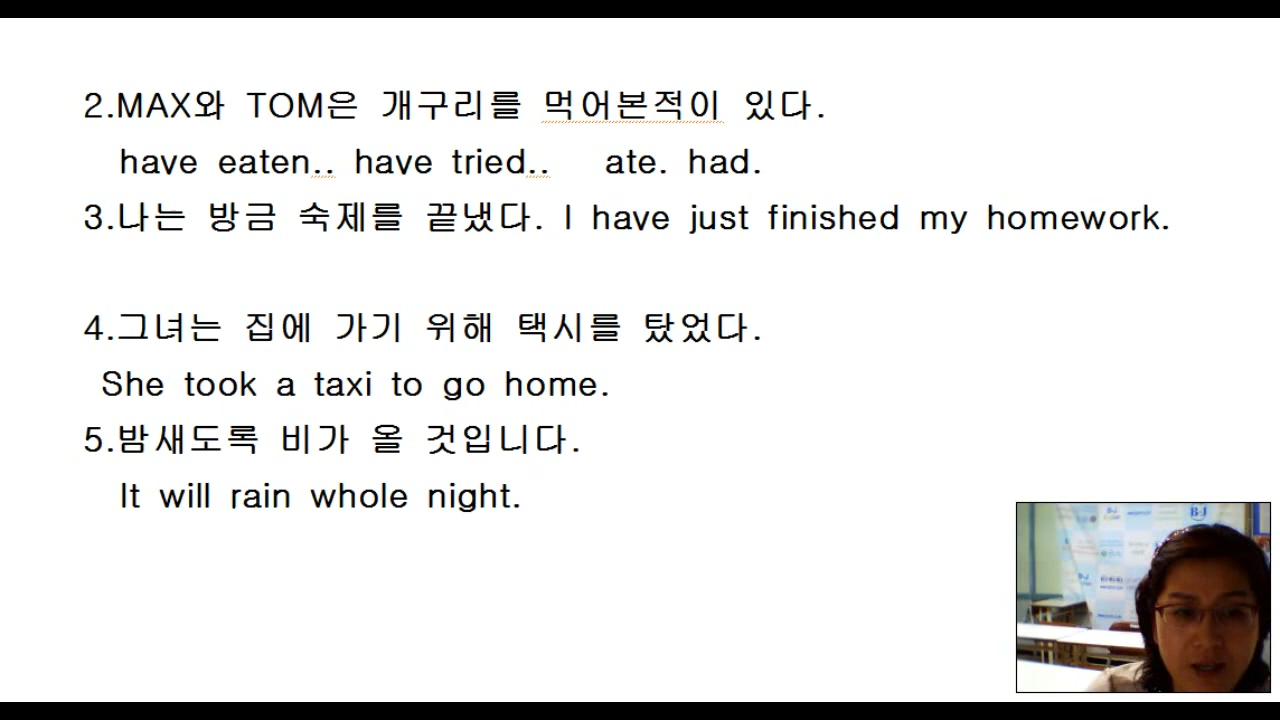 2.MAX와 TOM은 개구리를 먹어본적이 있다.
have eaten.. have tried.. ate. had.
3.나는 방금 숙제를 끝냈다. I have just finished my homework.
4.그녀는 집에 가기 위해 택시를 탔었다.
She took a taxi to go home.
5.밤새도록 비가 올 것입니다.
It will rain whole night.
B·J